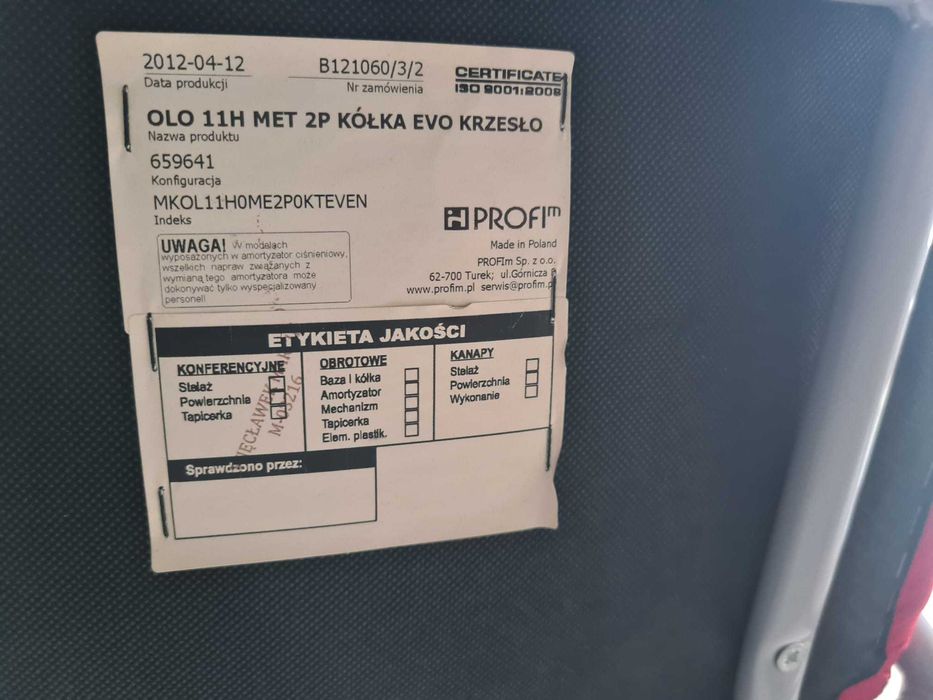 2012-04-12 B121060/3/2
Data produkcji Nr zamówienia
CERTIFICATE
ISO 9001:2008
OLO 11H MET 2P KÓŁKA EVO KRZESŁO
Nazwa produktu
659641
Konfiguracja
MKOL11H0ME2P0KTEVEN
Indeks
PROFIm
Made in Poland
PROFIm Sp. z o.o.
62-700 Turek; ul.Górnicza
www.profim.pl serwis@profim.pl
UWAGA! W modelach
wyposażonych w amortyzator ciśnieniowy,
wszelkich napraw związanych z
wymianą tego amortyzatora może
dokonywać tylko wyspecjalizowany
personel!
ETYKIETA JAKOŚCI
KONFERENCYJNE
Stelaż
Powierzchnia
Tapicerka
OBROTOWE
Baza i kółka
Amortyzator
Mechanizm
Tapicerka
Elem. plastik.
KANAPY
Stelaż
Powierzchnia
Wykonanie
M-03216
Sprawdzono przez: